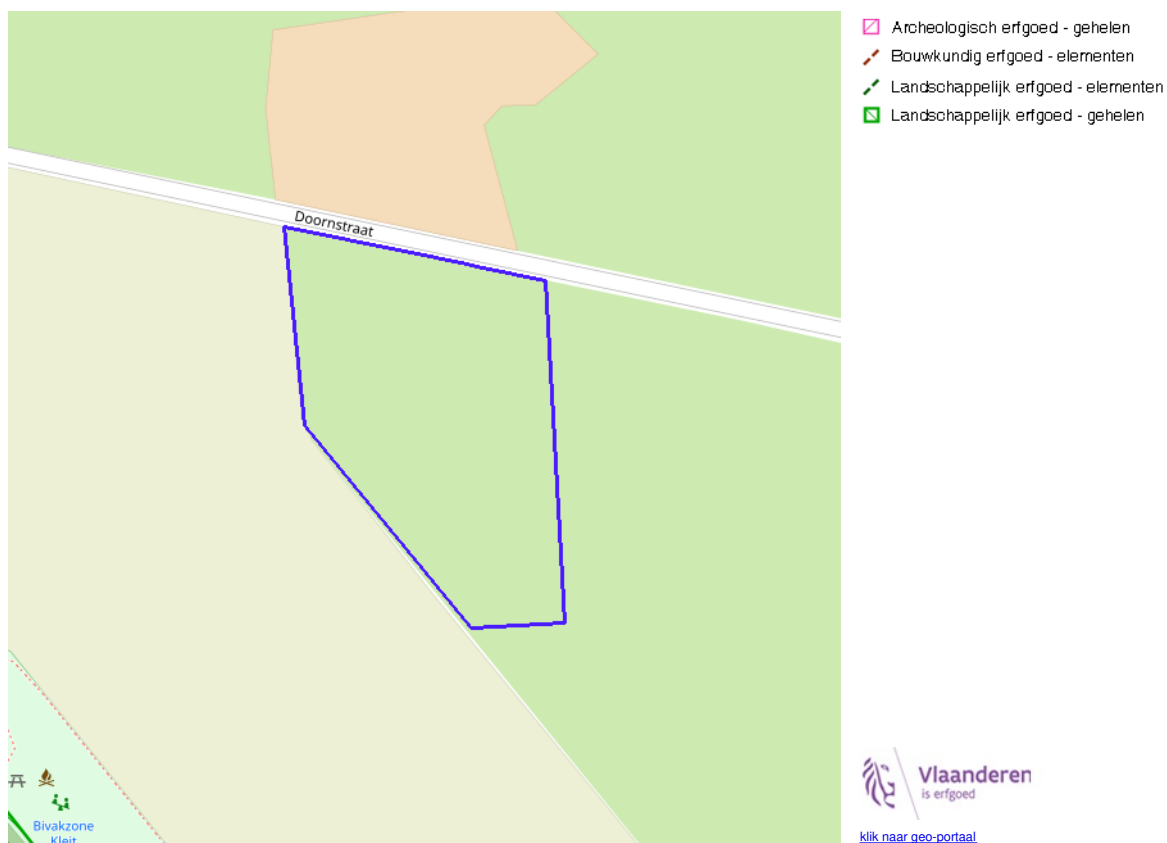 Archeologisch erfgoed - gehelen
Bouwkundig erfgoed - elementen
Landschappelijk erfgoed - elementen
Landschappelijk erfgoed - gehelen
Doornstraat
Bivakzone
Kleit
Vlaanderen
is erfgoed
klik naar geo-portaal